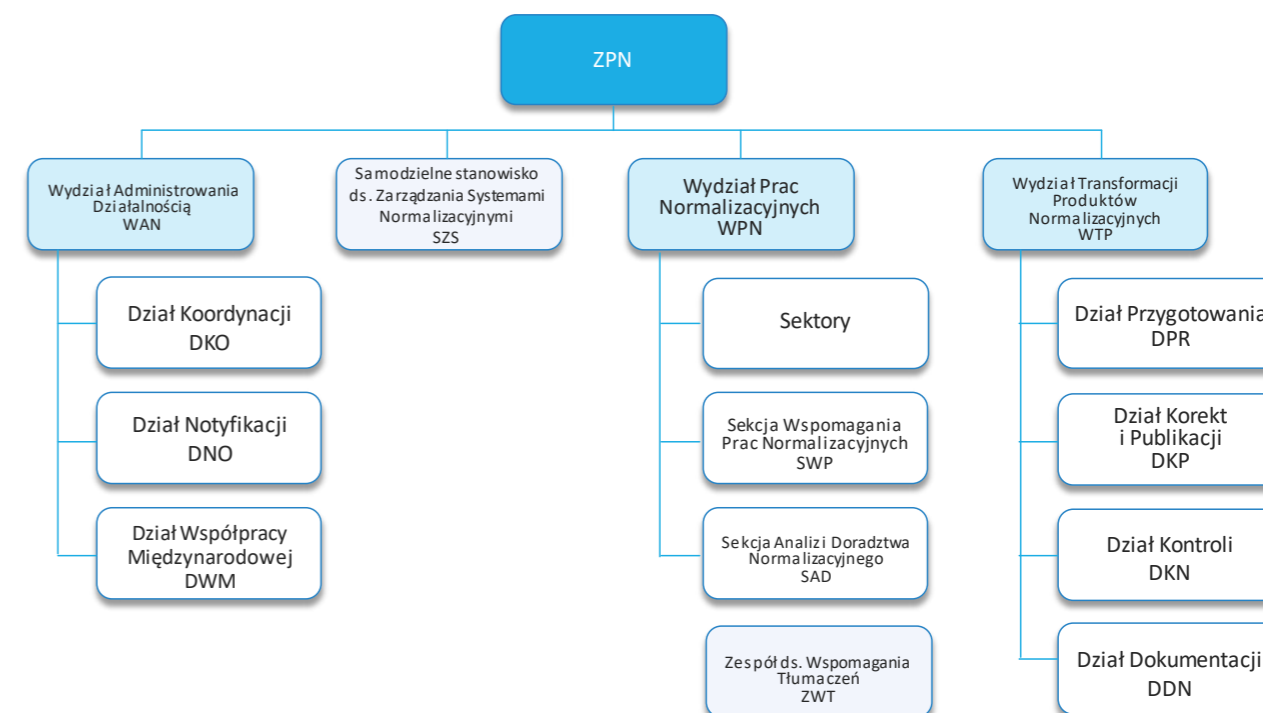 ZPN
Wydział Administrowania
Działalnością
WAN
Samodzielne stanowisko
ds. Zarządzania Systemami
Normalizacyjnymi
SZS
Wydział Prac
Normalizacyjnych
WPN
Wydział Transformacji
Produktów
Normalizacyjnych
WTP
Dział Koordynacji
DKO
Dział Notyfikacji
DNO
Dział Współpracy
Międzynarodowej
DWM
Sektory
Sekcja Wspomagania
Prac Normalizacyjnych
SWP
Sekcja Analiz i Doradztwa
Normalizacyjnego
SAD
Zespół ds. Wspomagania
Tłumaczeń
ZWT
Dział Przygotowania
DPR
Dział Korekt
i Publikacji
DKP
Dział Kontroli
DKN
Dział Dokumentacji
DDN